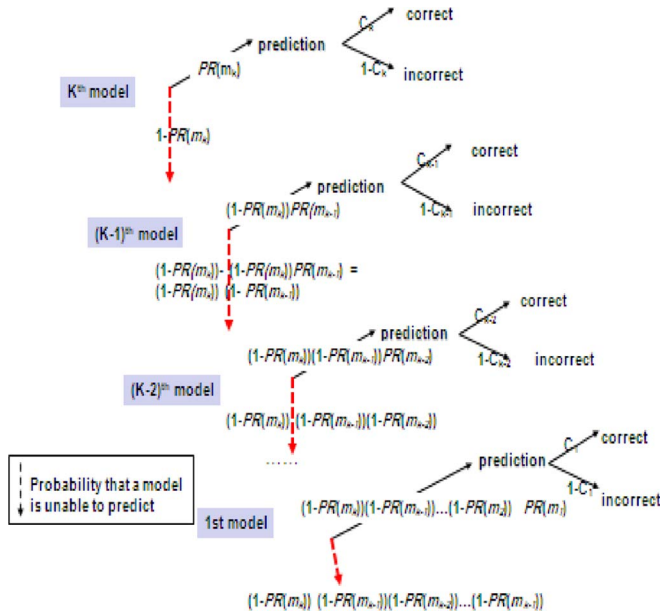 correct
C_k
prediction
PR(m_k)
1-C_k
incorrect
K^th model
1-PR(m_k)
correct
C_k-1
prediction
(1-PR(m_k))PR(m_k-1)
1-C_k-1
incorrect
(K-1)^th model
(1-PR(m_k))- (1-PR(m_k))PR(m_k-1) =
(1-PR(m_k)) (1- PR(m_k-1))
correct
C_k-2
prediction
(1-PR(m_k))(1-PR(m_k-1))PR(m_k-2)
1-C_k-2
incorrect
(K-2)^th model
(1-PR(m_k)) (1-PR(m_k-1))(1-PR(m_k-2))
......
correct
C_1
prediction
1-C_1
incorrect
Probability that a model
is unable to predict
1st model
(1-PR(m_k))(1-PR(m_k-1))...(1-PR(m_2)) PR(m_1)
(1-PR(m_k)) (1-PR(m_k-1))(1-PR(m_k-2))...(1-PR(m_k-1))